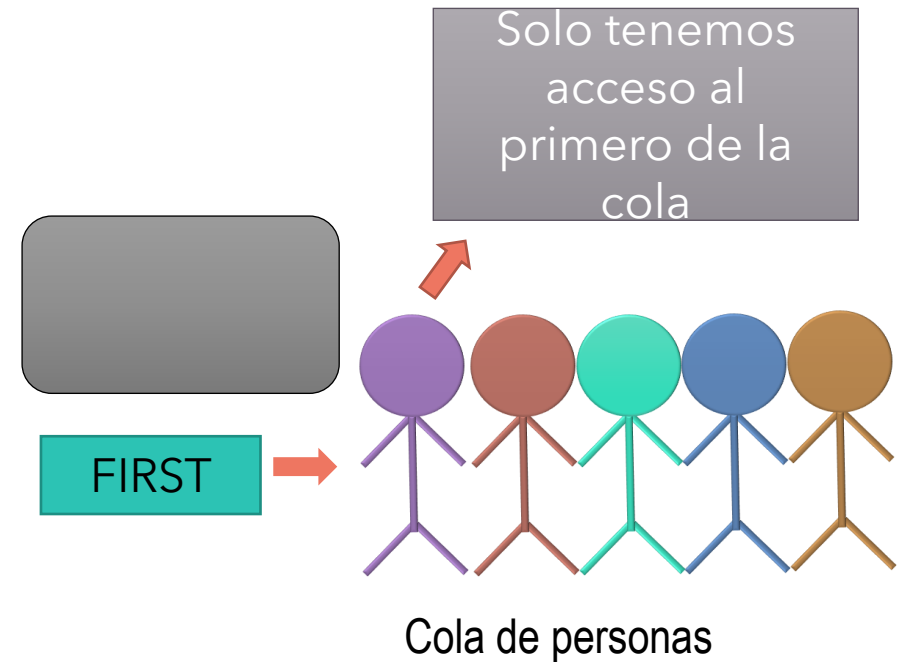 Solo tenemos
acceso al
primero de la
cola
FIRST
Cola de personas